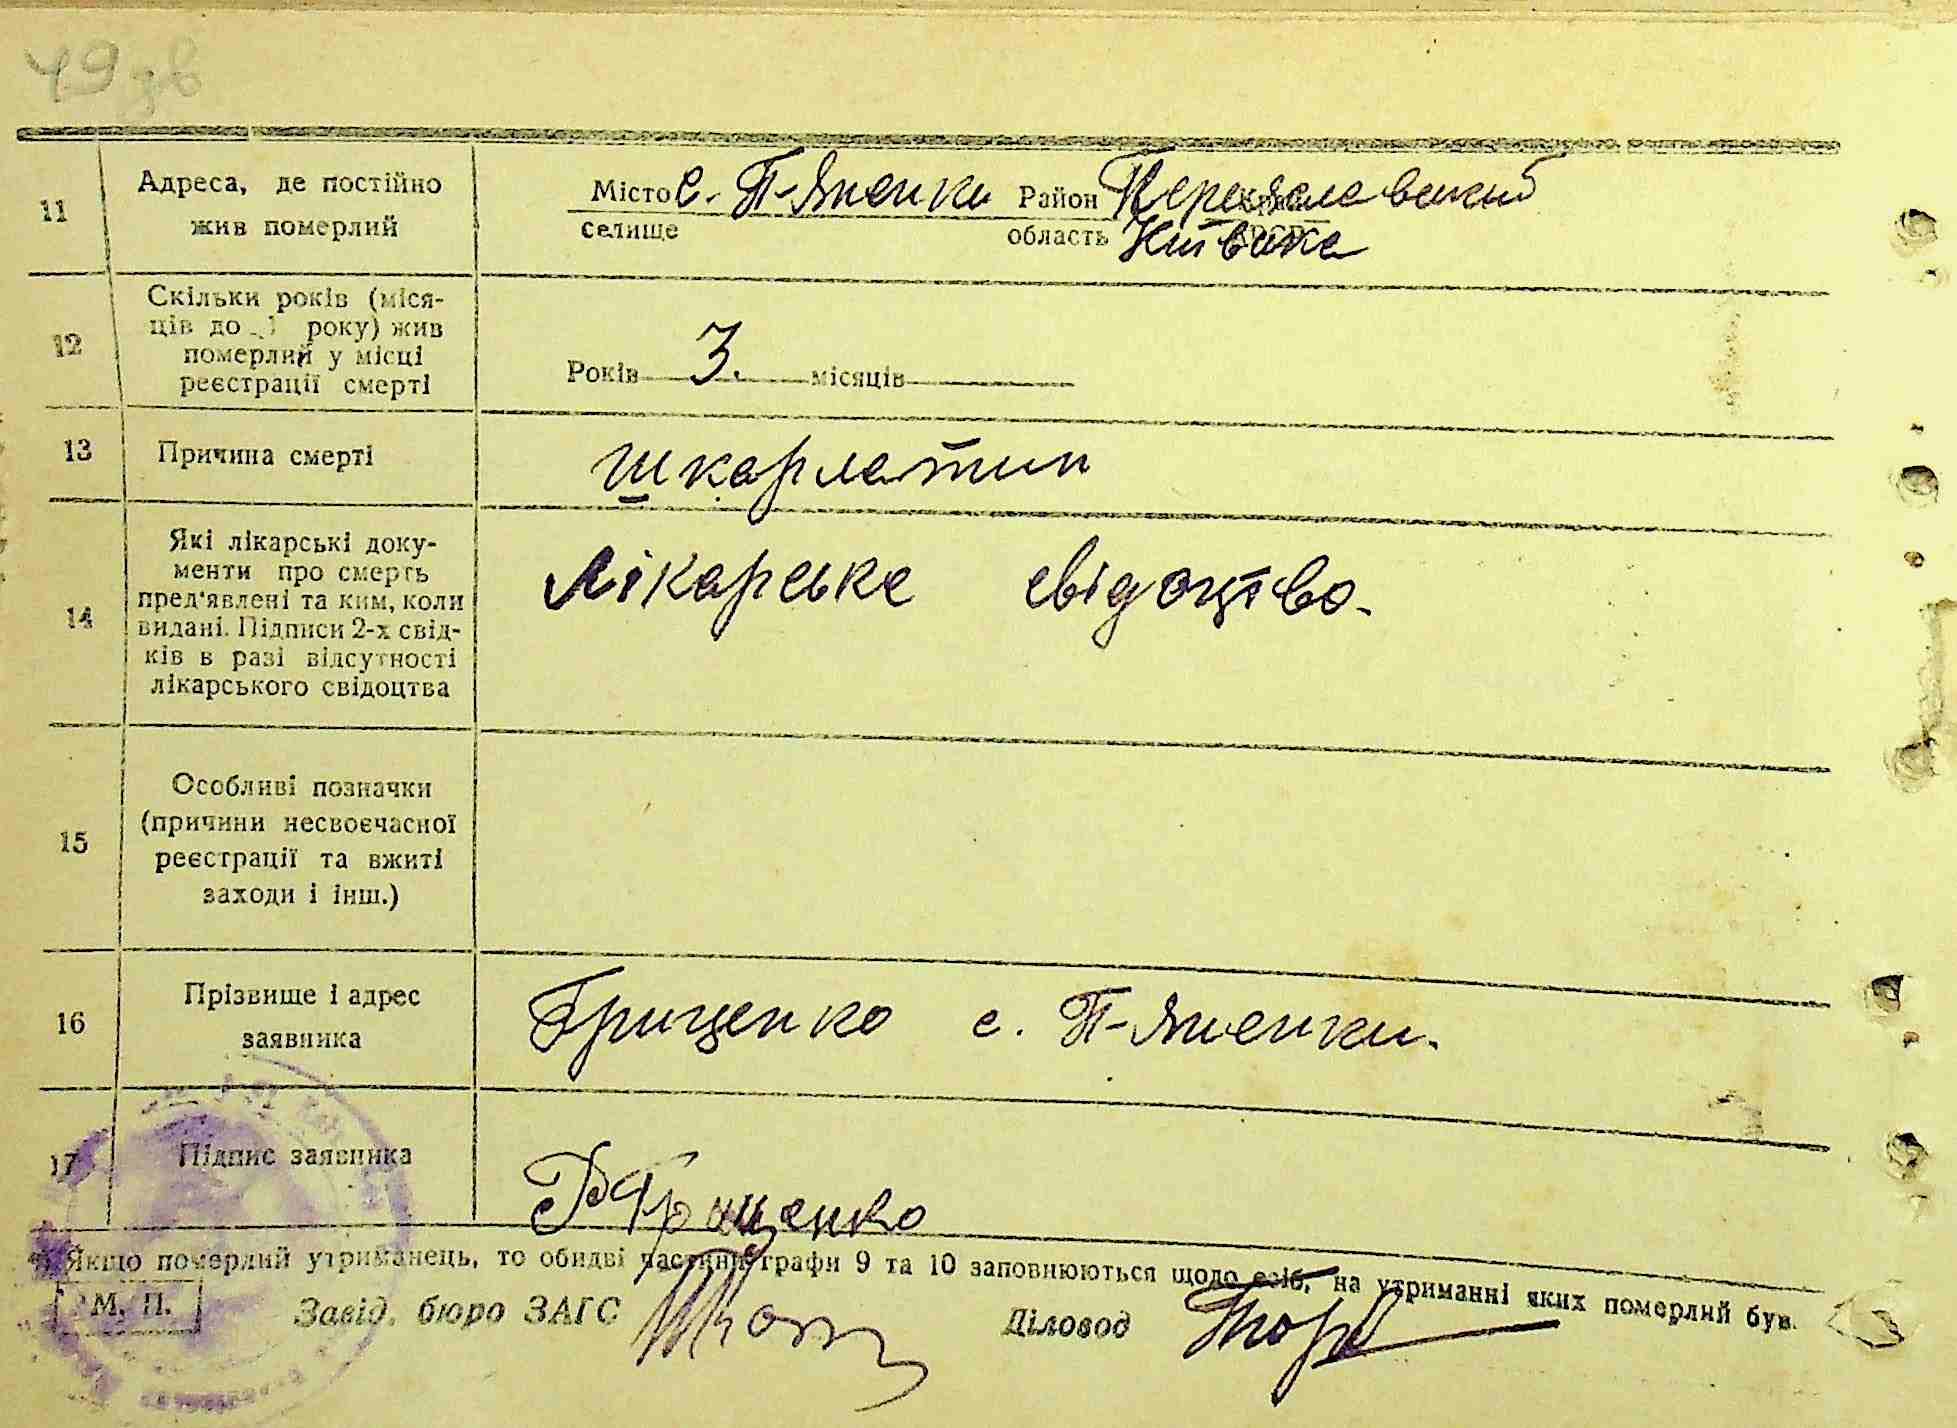 49 зв
11 Адреса, де постійно Місто с. П-Яненки Район Переяславський
жив померлий селище область Київська
Скільки років (міся-
ців до 1 року) жив
12 померлий у місці Років 3. місяців
реєстрації смерті
13 Причина смерті шкарлатин
Які лікарські доку-
менти про смерть
пред'явлені та ким, коли Лікарське свідоцтво.
14 видані. Підписи 2-х свід-
ків в разі відсутності
лікарського свідоцтва
Особливі позначки
15 (причини несвоєчасної
реєстрації та вжиті
заходи і інш.)
16 Прізвище і адрес Грищенко с. П-Яненки.
заявника
17 Підпис заявника Грищенко
*) Якщо померлий утриманець, то обидві частини графи 9 та 10 заповнюються щодо осіб, на утриманні яких померлий був.
М. П. Завід. бюро ЗАГС Діловод